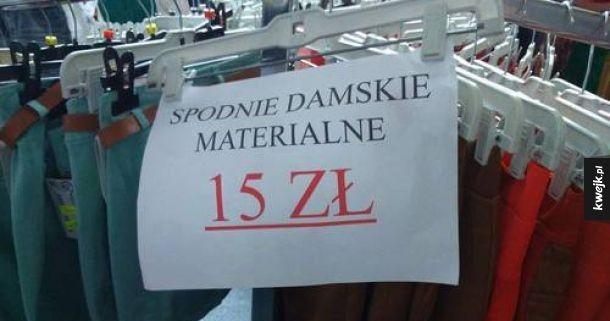 SPODNIE DAMSKIE
MATERIALNE
15 ZŁ
kwejk.pl